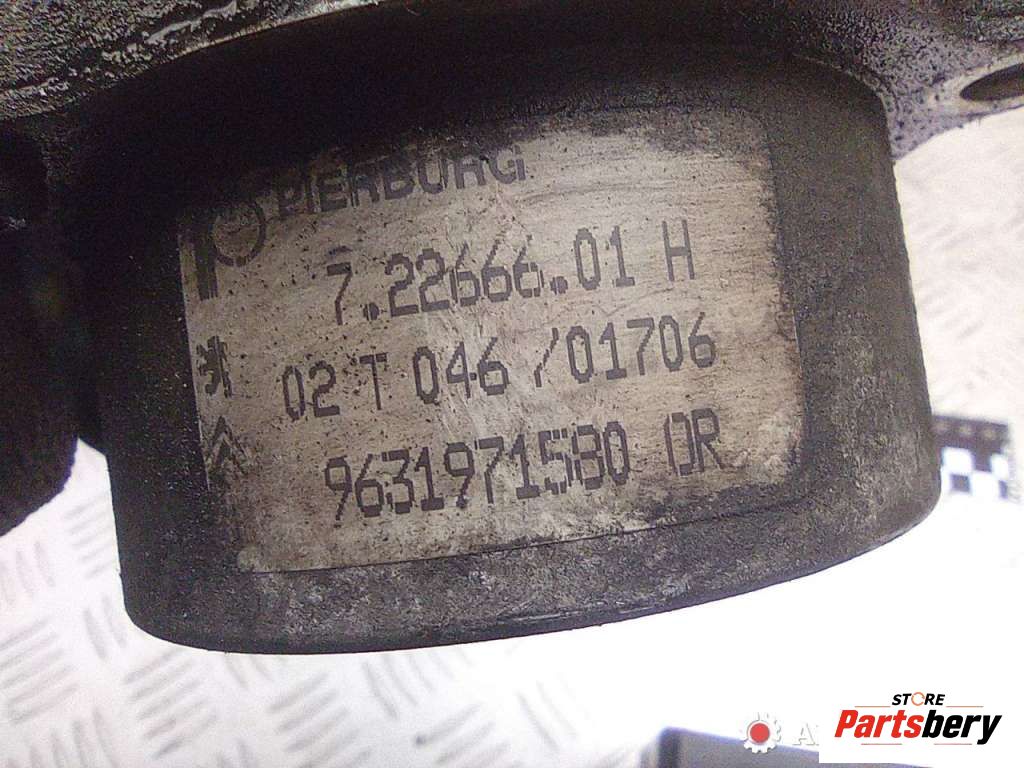 PIERBURG
7.22666.01 H
02 T 046 /01706
9631971580 DR
STORE
Partsbery